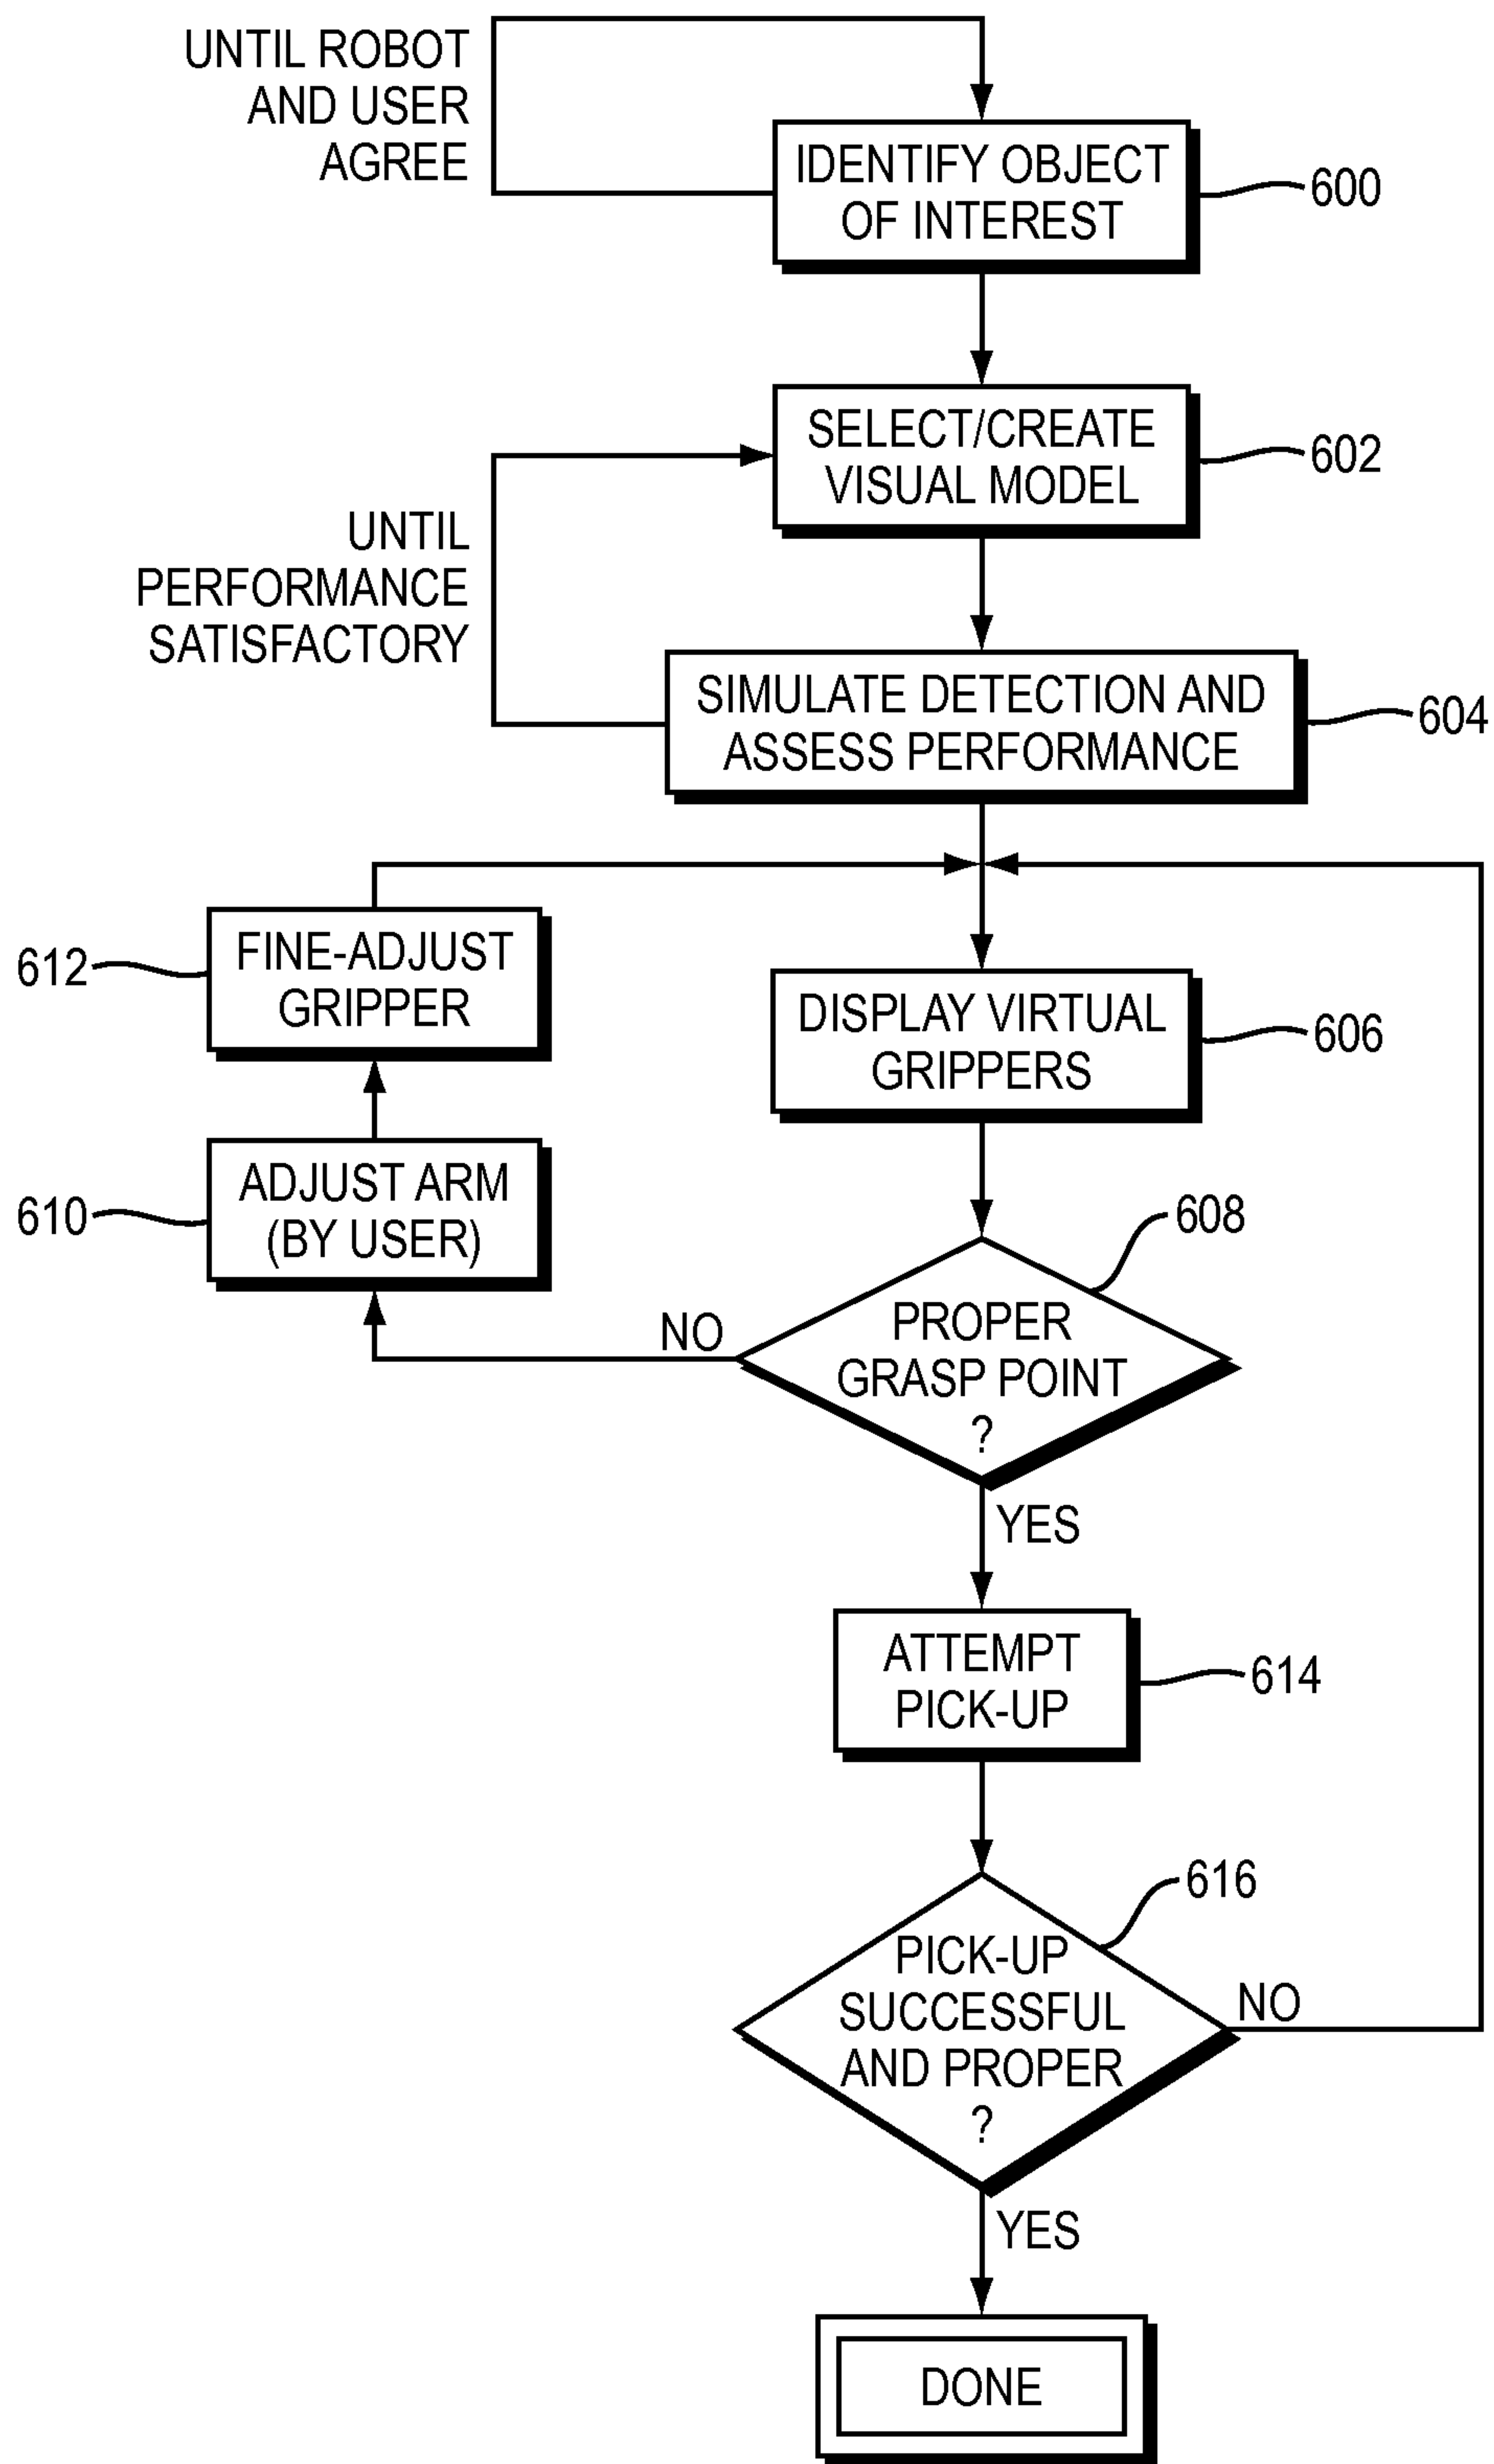 UNTIL ROBOT
AND USER
AGREE
IDENTIFY OBJECT
OF INTEREST
600
SELECT/CREATE
VISUAL MODEL
602
UNTIL
PERFORMANCE
SATISFACTORY
SIMULATE DETECTION AND
ASSESS PERFORMANCE
604
612
FINE-ADJUST
GRIPPER
DISPLAY VIRTUAL
GRIPPERS
606
610
ADJUST ARM
(BY USER)
608
NO
PROPER
GRASP POINT
?
YES
ATTEMPT
PICK-UP
614
616
PICK-UP
SUCCESSFUL
AND PROPER
?
NO
YES
DONE